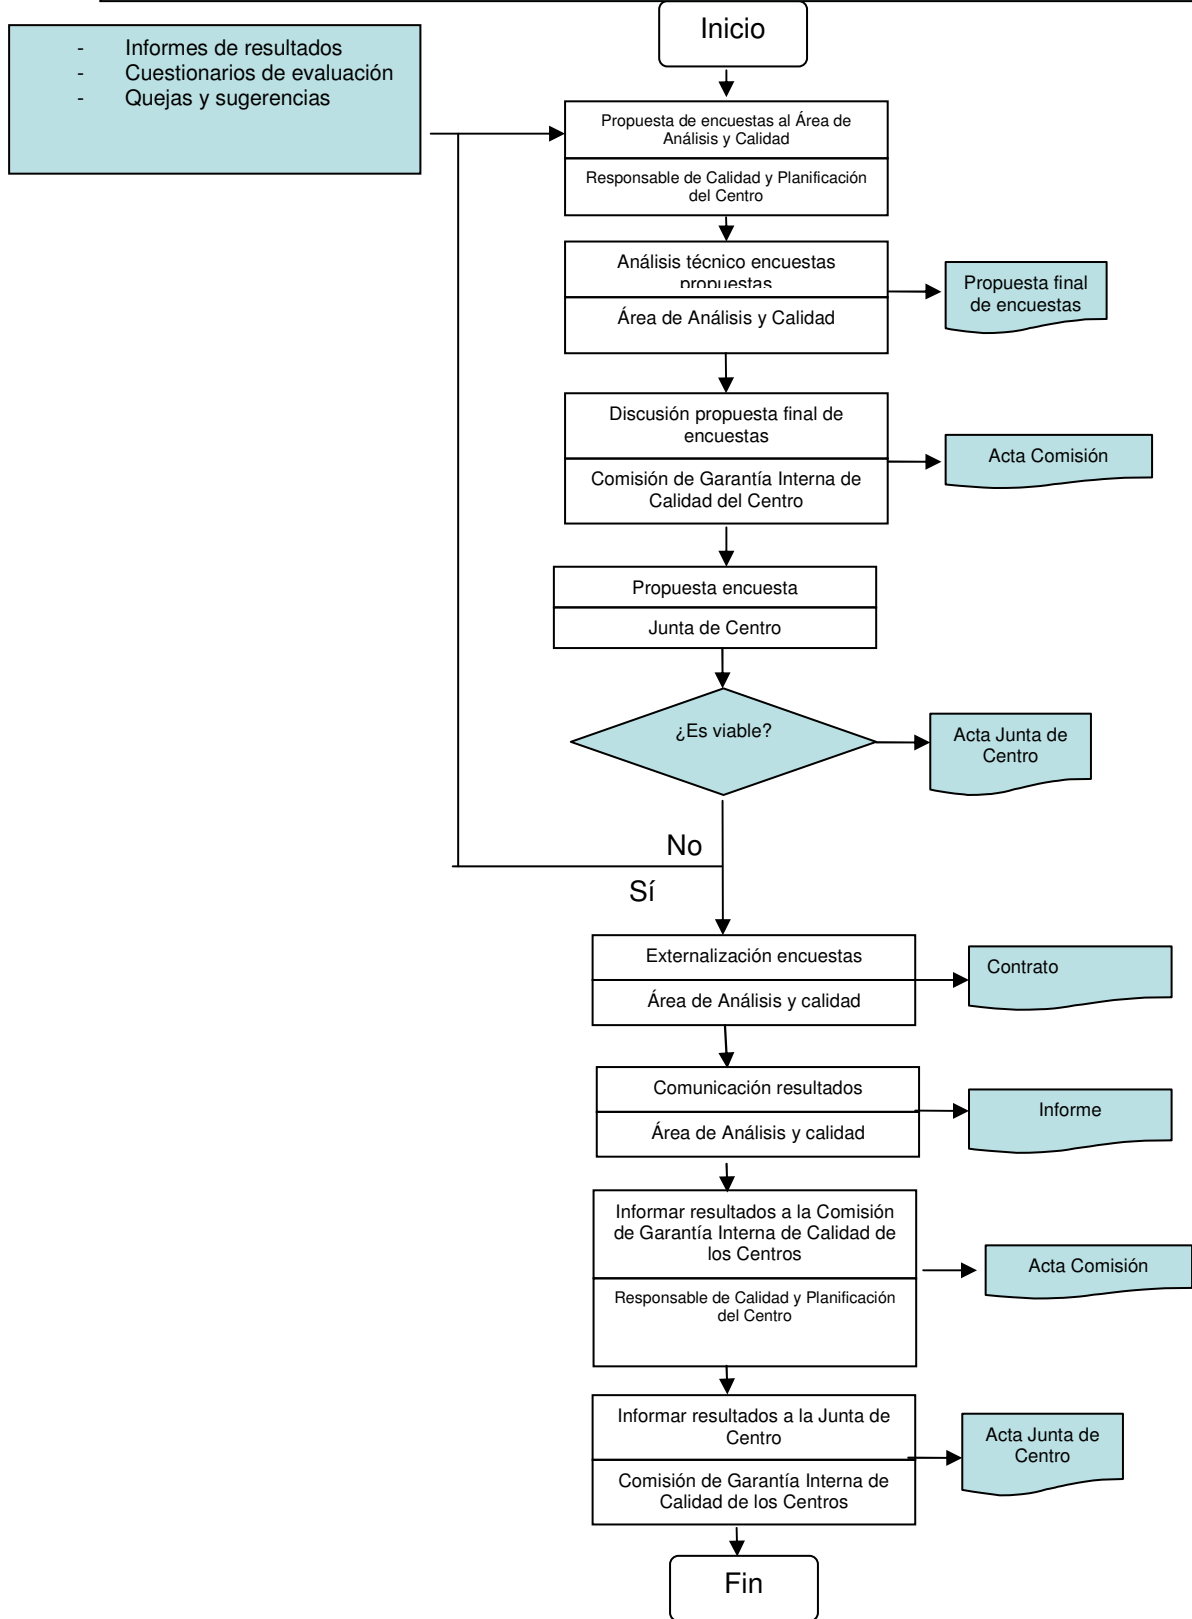 Inicio
- Informes de resultados
- Cuestionarios de evaluación
- Quejas y sugerencias
Propuesta de encuestas al Área de
Análisis y Calidad
Responsable de Calidad y Planificación
del Centro
Análisis técnico encuestas
propuestas
Área de Análisis y Calidad
Propuesta final
de encuestas
Discusión propuesta final de
encuestas
Comisión de Garantía Interna de
Calidad del Centro
Acta Comisión
Propuesta encuesta
Junta de Centro
¿Es viable?
Acta Junta de
Centro
No
Sí
Externalización encuestas
Área de Análisis y calidad
Contrato
Comunicación resultados
Área de Análisis y calidad
Informe
Informar resultados a la Comisión
de Garantía Interna de Calidad de
los Centros
Responsable de Calidad y Planificación
del Centro
Acta Comisión
Informar resultados a la Junta de
Centro
Comisión de Garantía Interna de
Calidad de los Centros
Acta Junta de
Centro
Fin